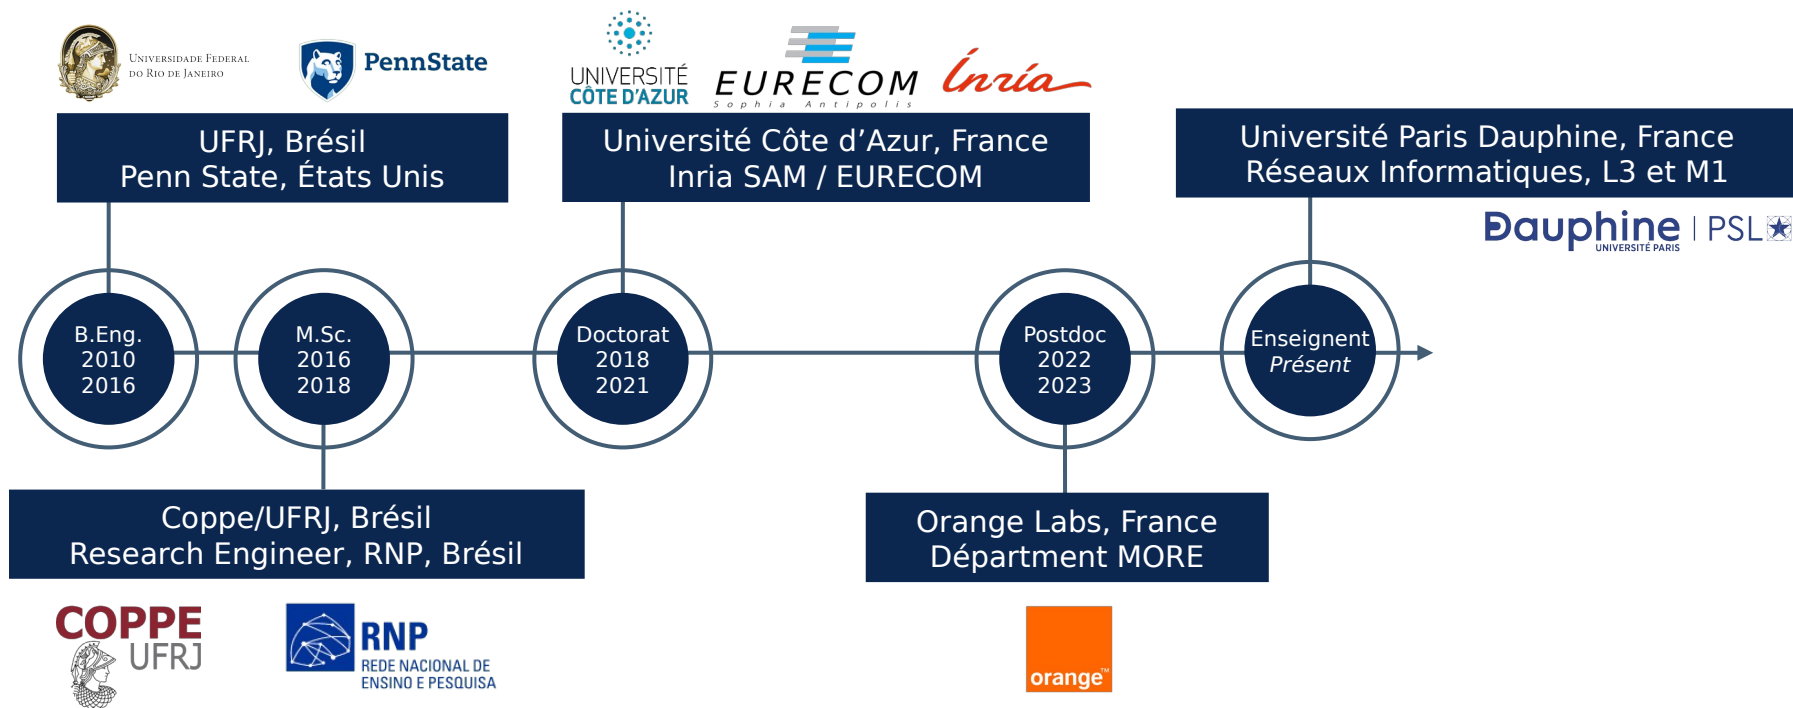 UNIVERSIDADE FEDERAL
DO RIO DE JANEIRO
PennState
UNIVERSITÉ
CÔTE D'AZUR
EURECOM
Sophia Antipolis
Inría
UFRJ, Brésil
Penn State, États Unis
Université Côte d’Azur, France
Inria SAM / EURECOM
Université Paris Dauphine, France
Réseaux Informatiques, L3 et M1
Dauphine | PSL
UNIVERSITÉ PARIS
B.Eng.
2010
2016
M.Sc.
2016
2018
Doctorat
2018
2021
Postdoc
2022
2023
Enseignent
Présent
Coppe/UFRJ, Brésil
Research Engineer, RNP, Brésil
Orange Labs, France
Départment MORE
COPPE
UFRJ
RNP
REDE NACIONAL DE
ENSINO E PESQUISA
orange™